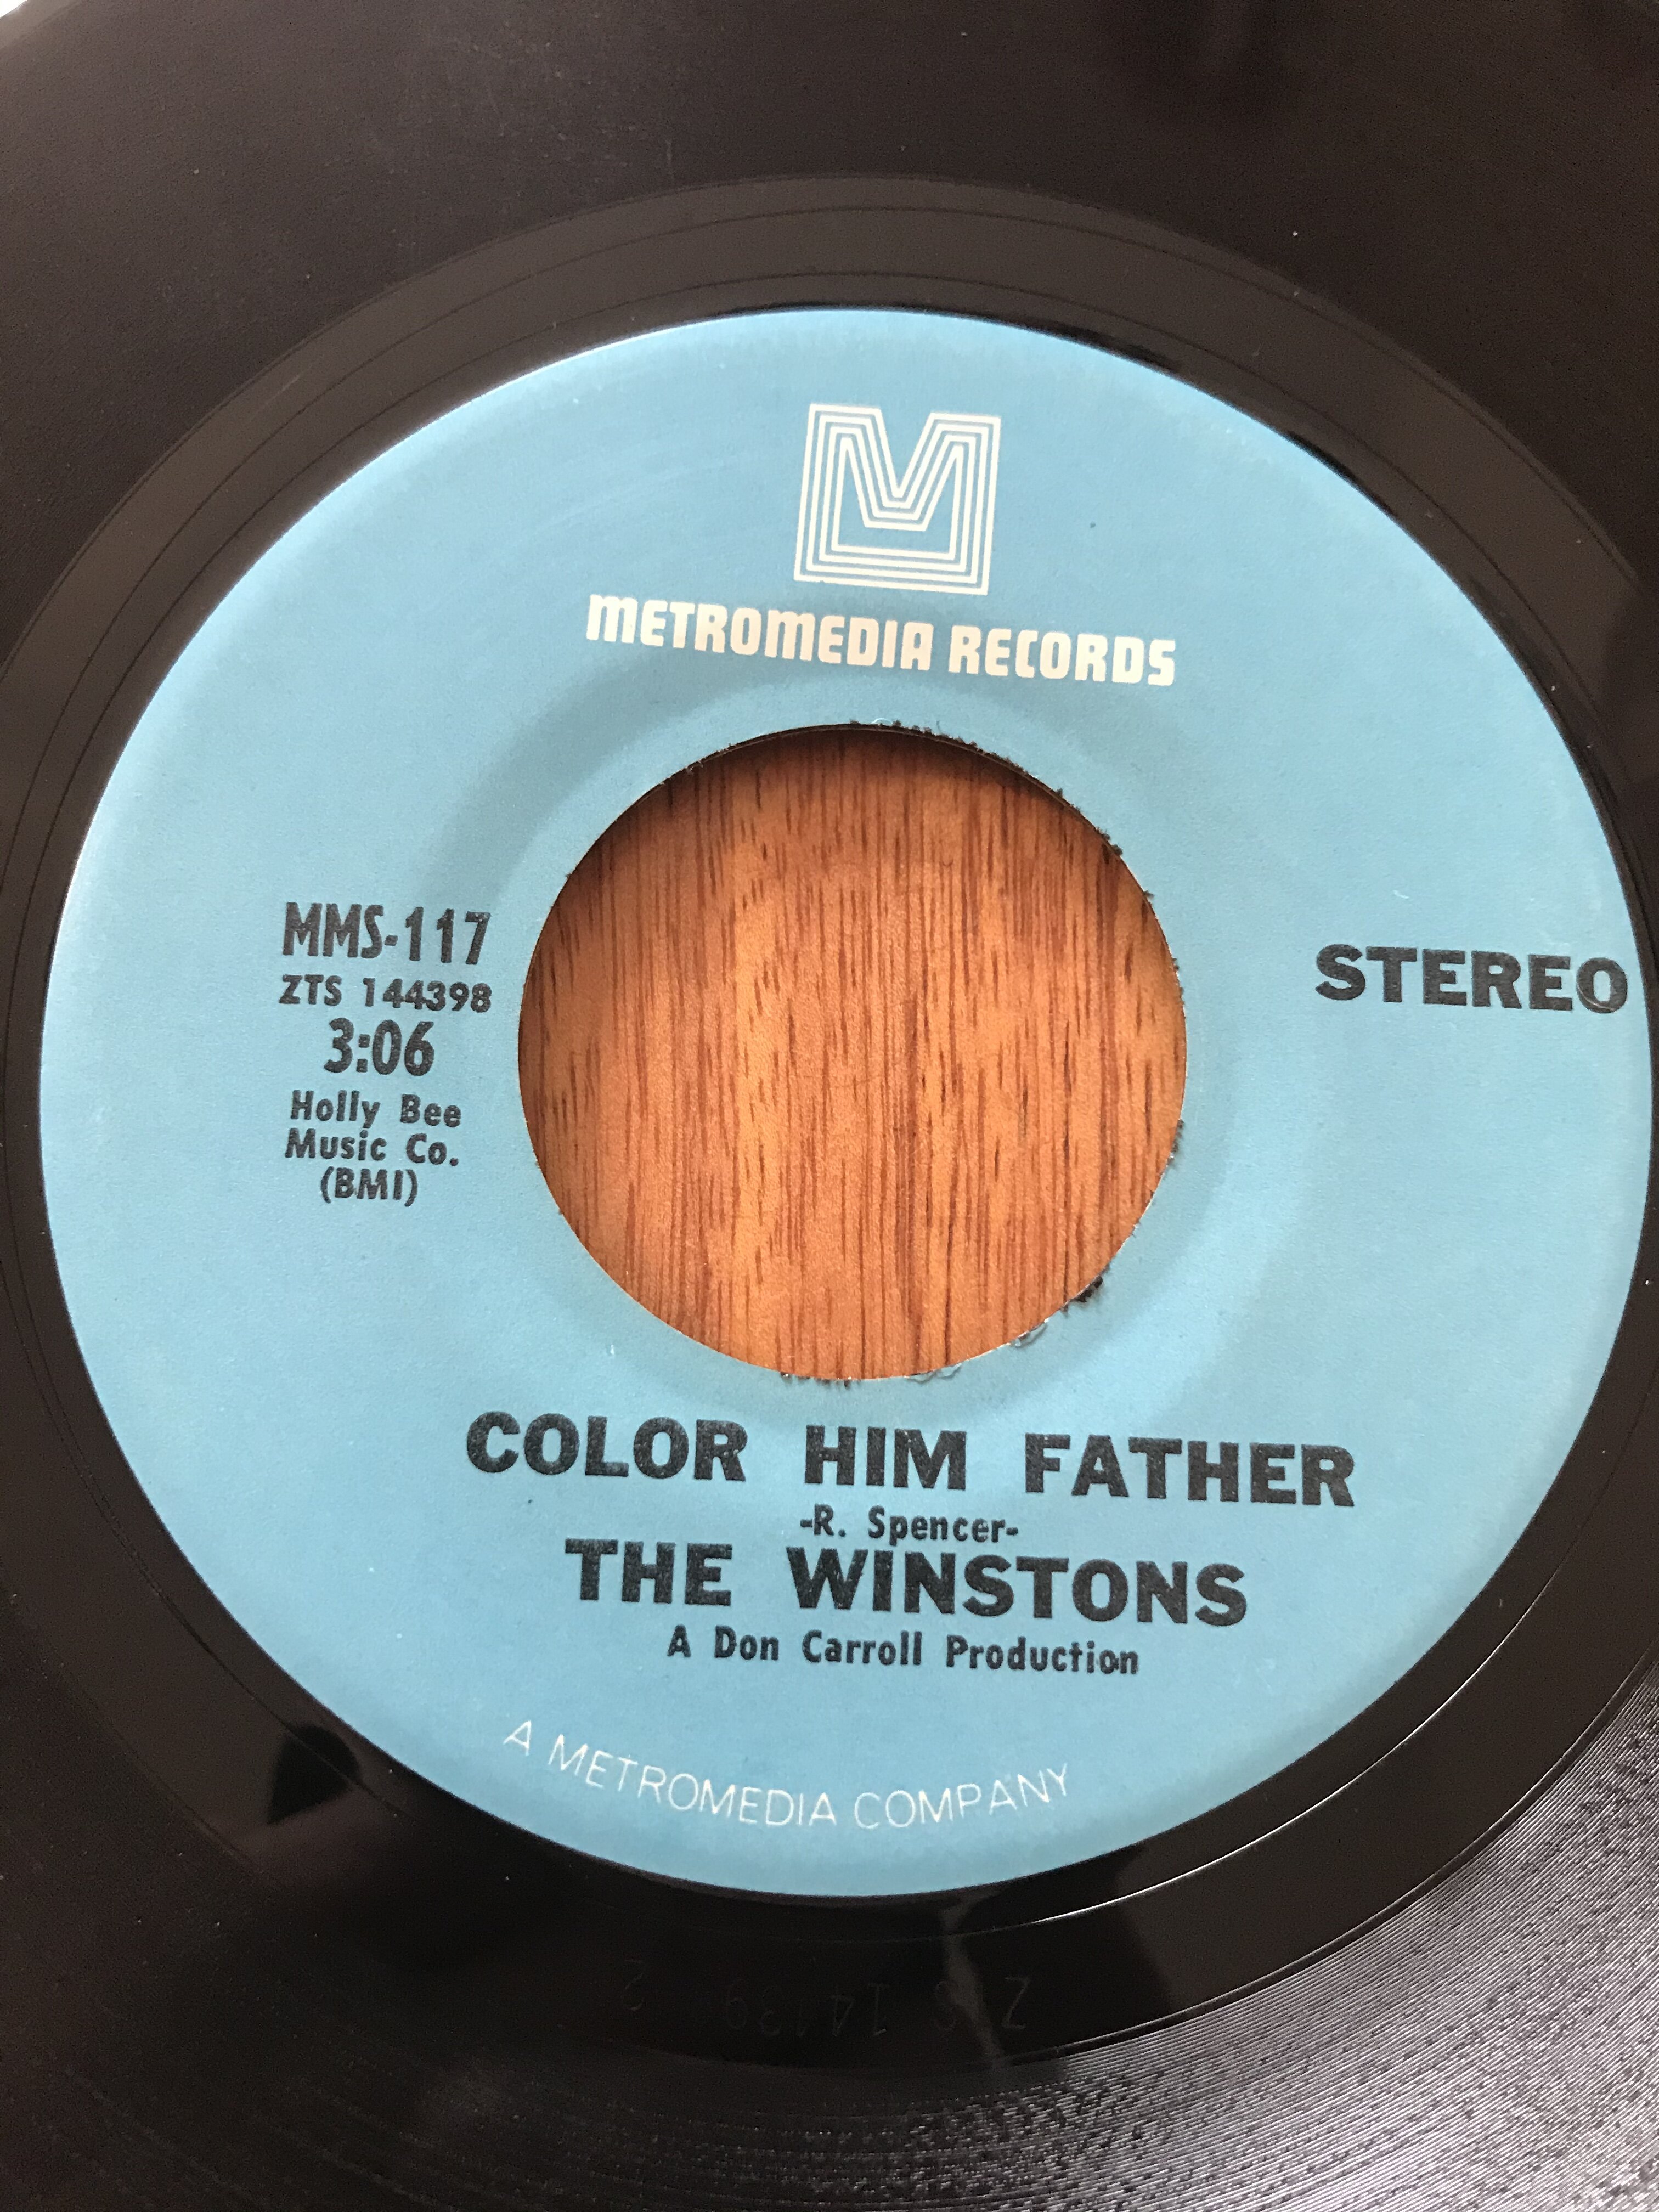 METROMEDIA RECORDS
MMS-117
ZTS 144398
3:06
Holly Bee
Music Co.
(BMI)
STEREO
COLOR HIM FATHER
-R. Spencer-
THE WINSTONS
A Don Carroll Production
A METROMEDIA COMPANY